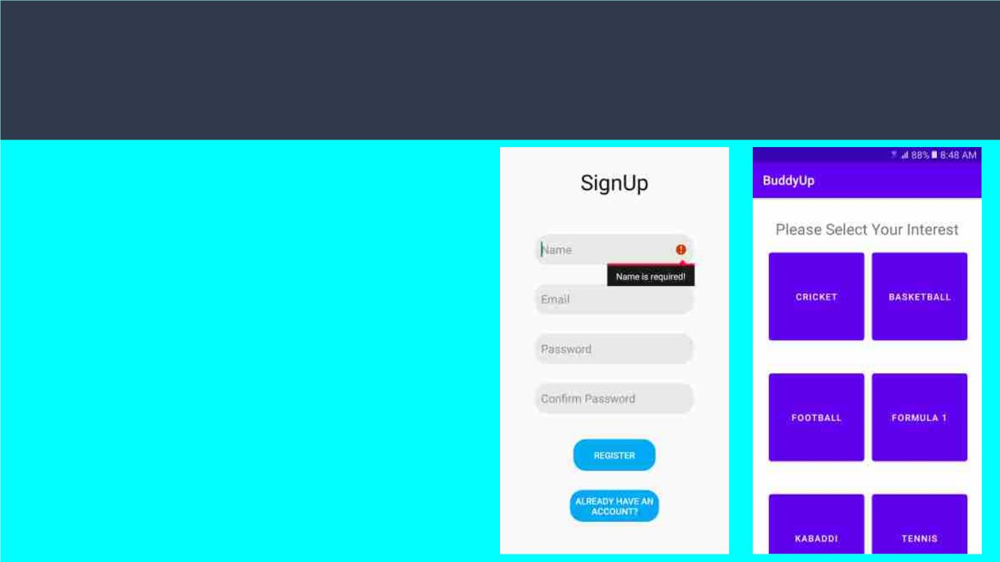 SignUp
Name
Name is required!
Email
Password
Confirm Password
REGISTER
ALREADY HAVE AN
ACCOUNT?
88% 8:48 AM
BuddyUp
Please Select Your Interest
CRICKET BASKETBALL
FOOTBALL FORMULA 1
KABADDI TENNIS